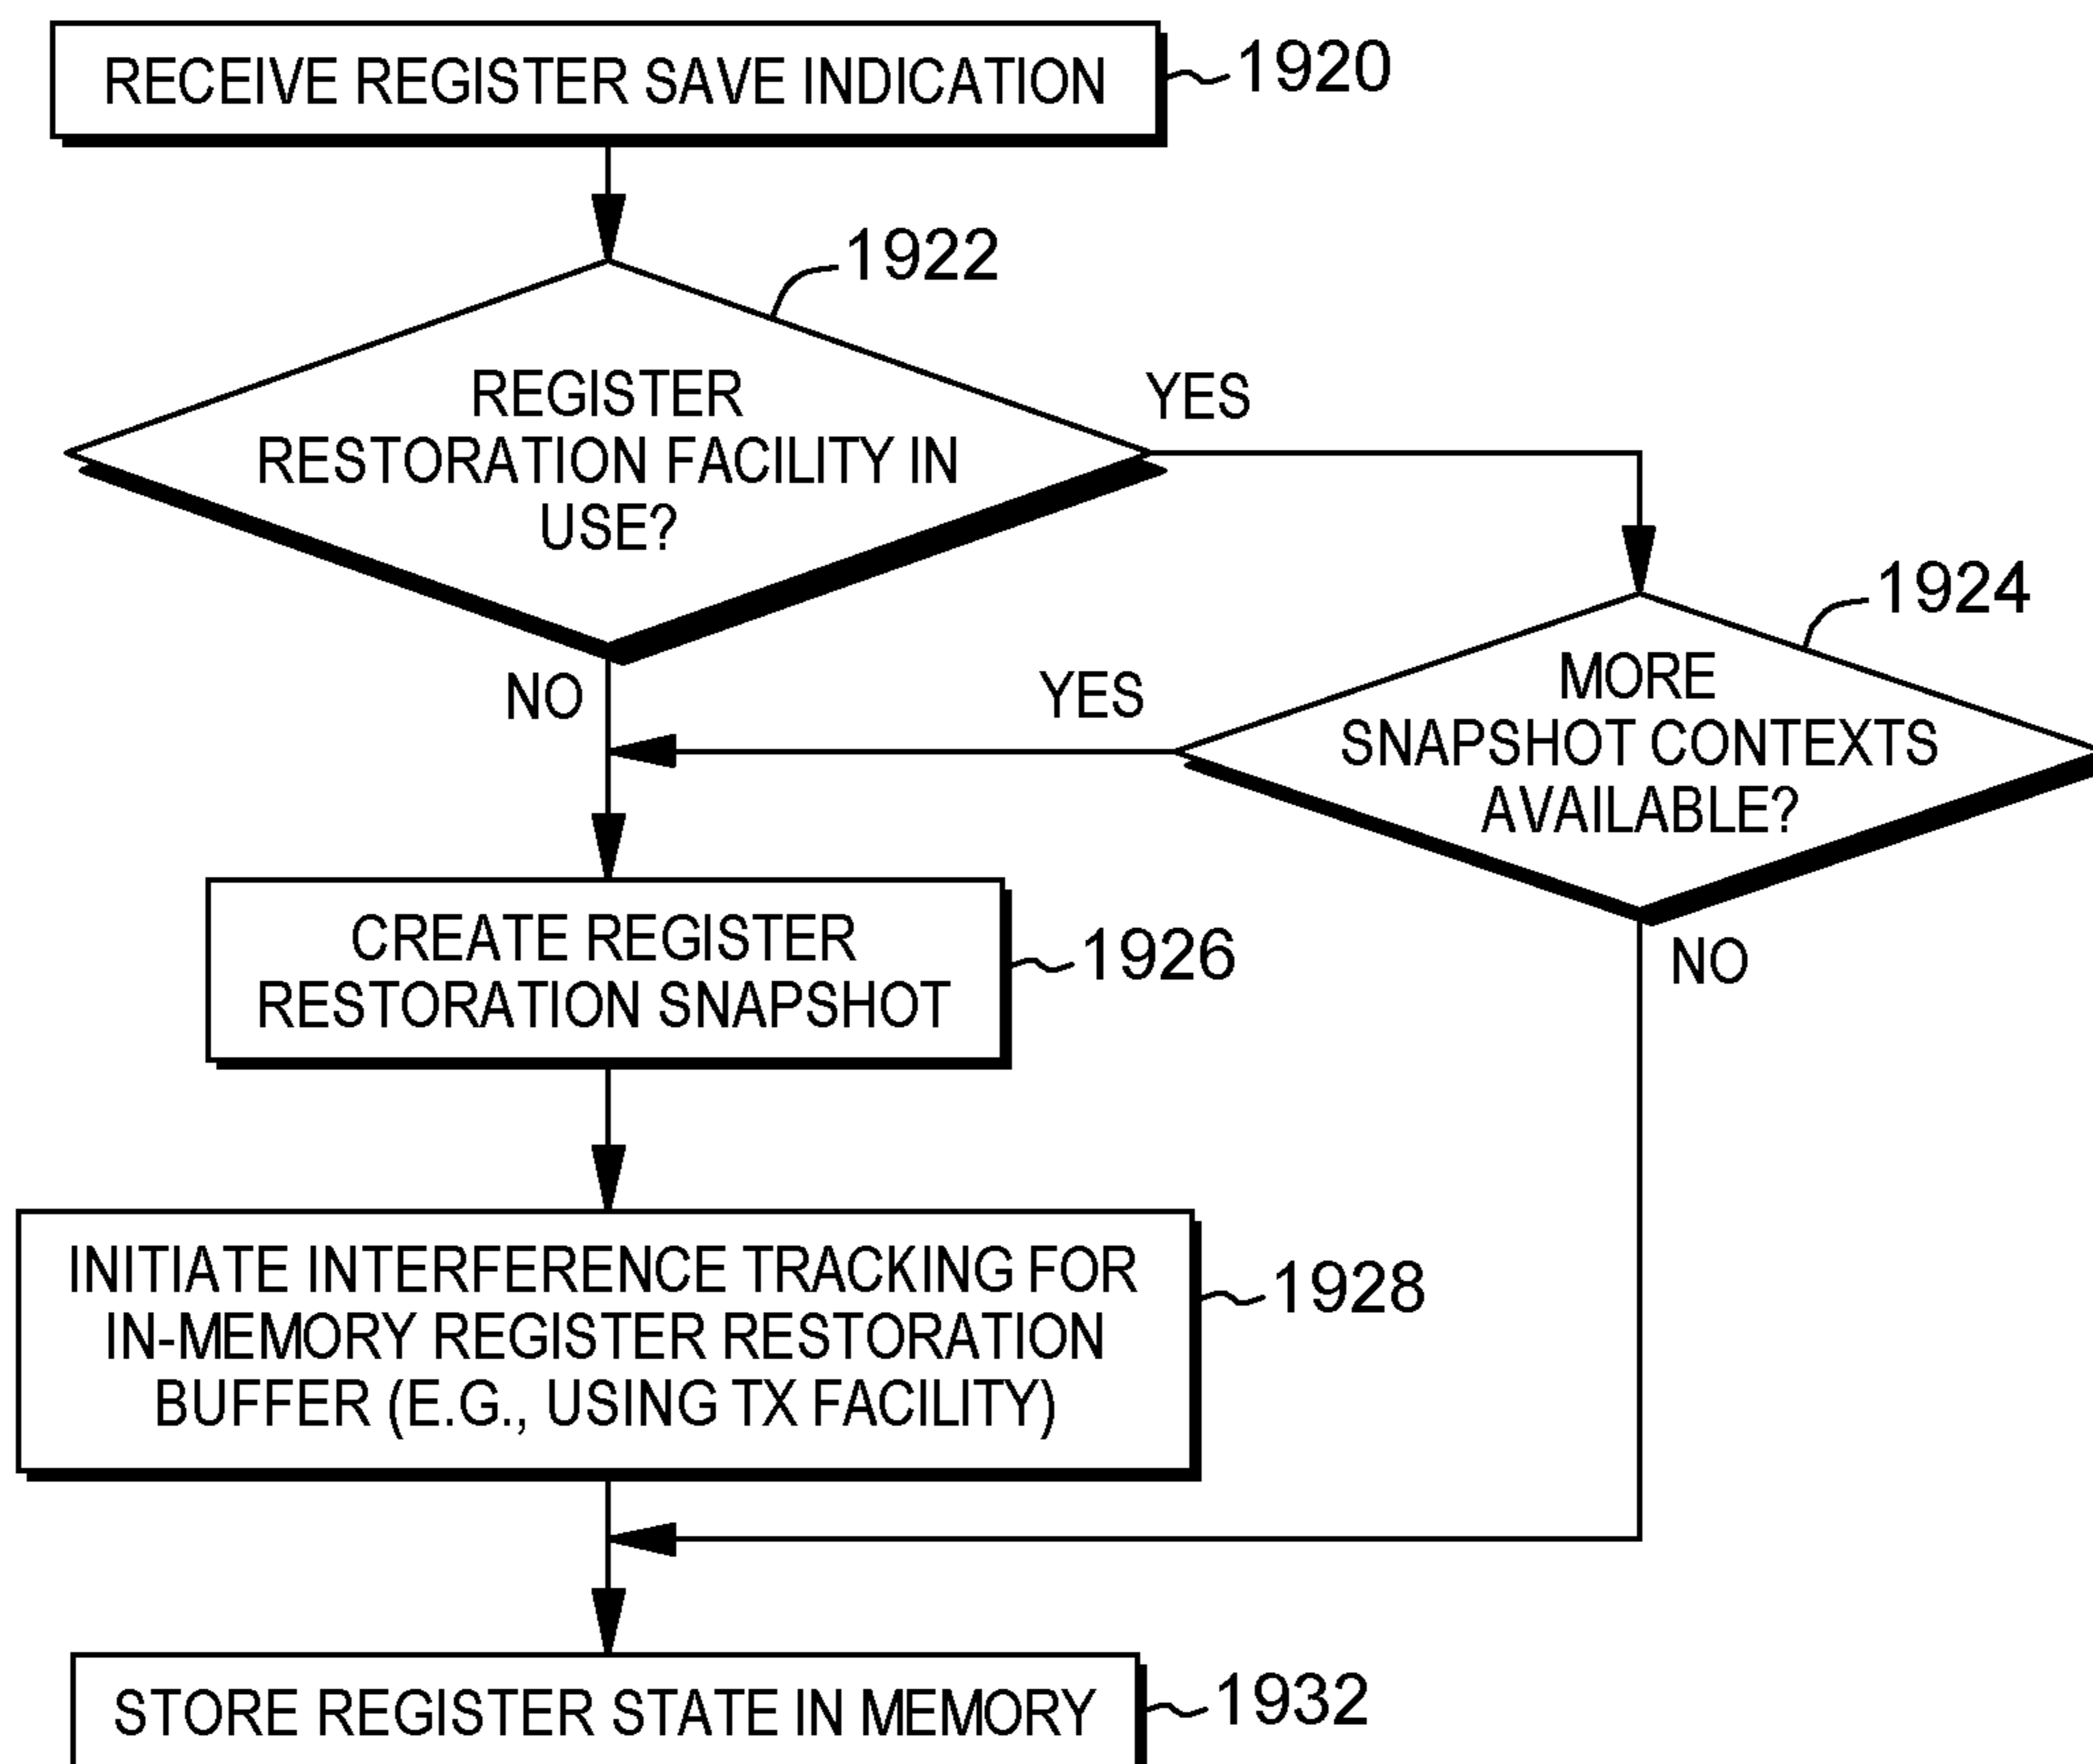 RECEIVE REGISTER SAVE INDICATION
1920
1922
REGISTER
RESTORATION FACILITY IN
USE?
YES
NO
1924
MORE
SNAPSHOT CONTEXTS
AVAILABLE?
YES
NO
CREATE REGISTER
RESTORATION SNAPSHOT
1926
INITIATE INTERFERENCE TRACKING FOR
IN-MEMORY REGISTER RESTORATION
BUFFER (E.G., USING TX FACILITY)
1928
STORE REGISTER STATE IN MEMORY
1932